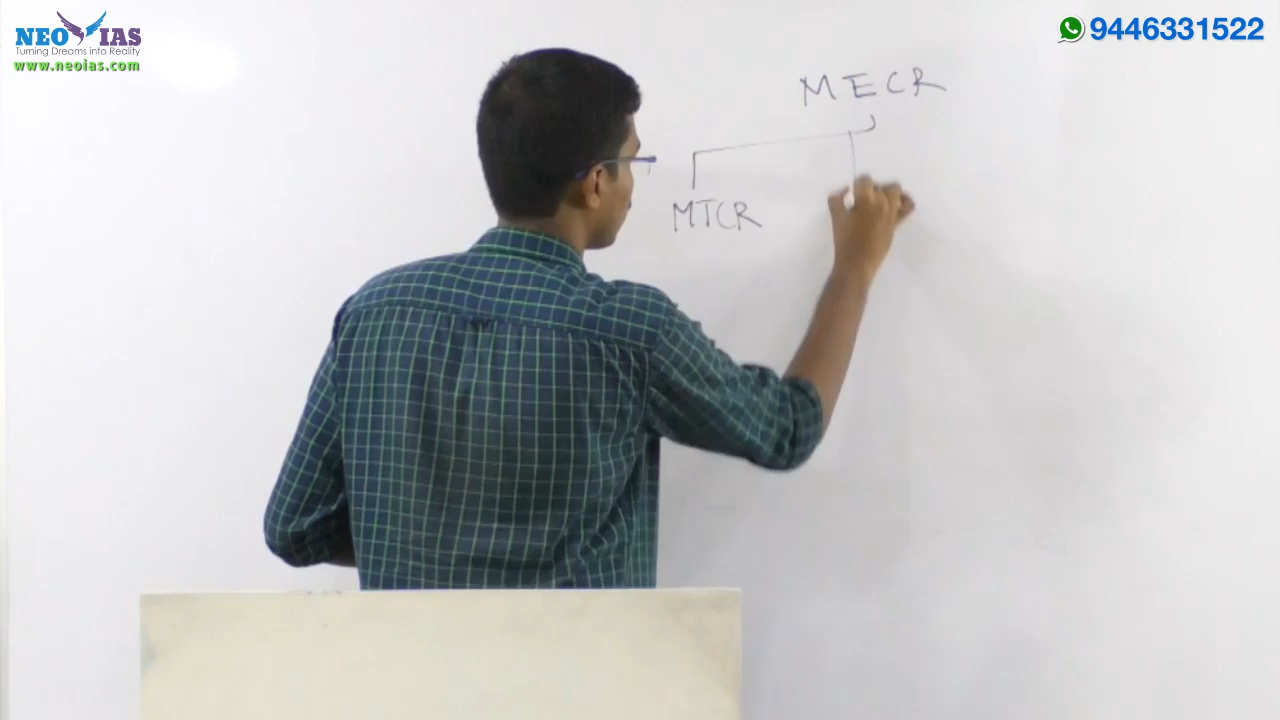 NEO IAS
Turning Dreams into Reality
www.neoias.com
9446331522
MECR
MTCR